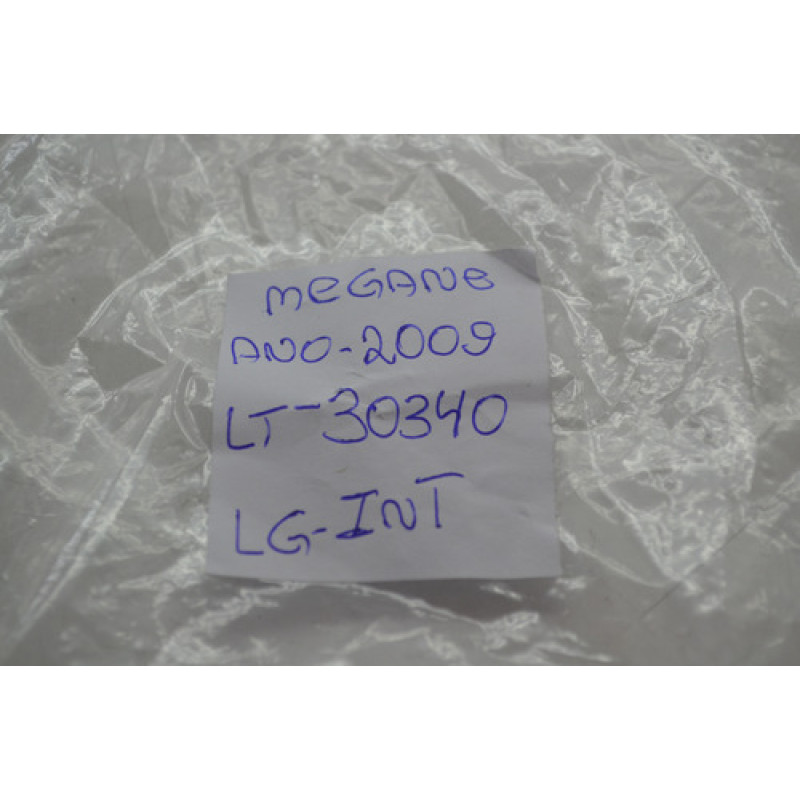 MeGANe
ANO-2009
LT-30340
LG-INT